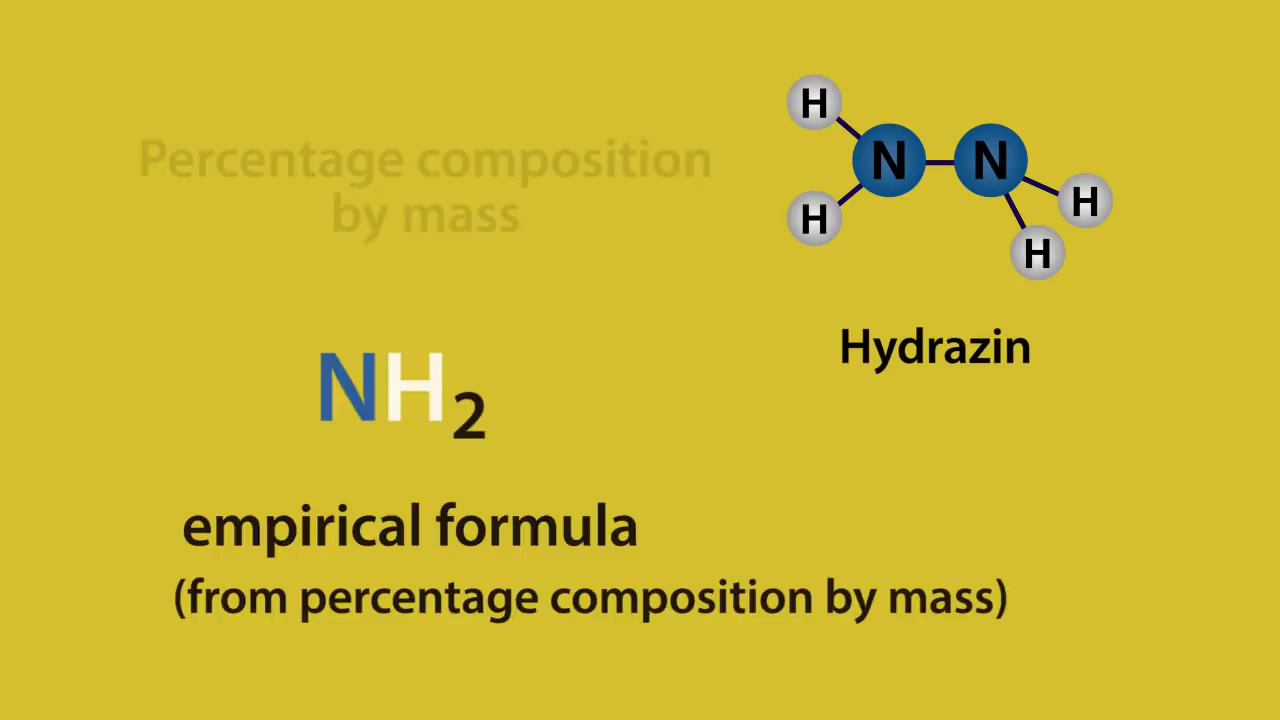 Percentage composition
by mass
H
N N
H
H
H
Hydrazin
NH2
empirical formula
(from percentage composition by mass)